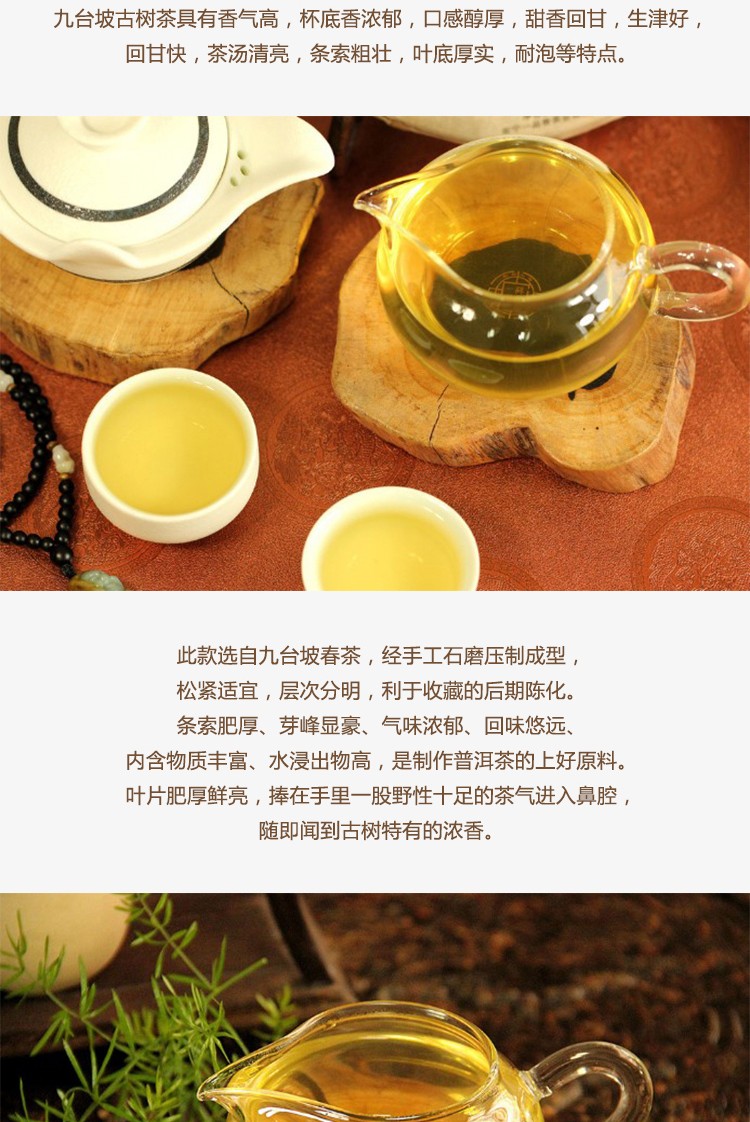 九台坡古树茶具有香气高，杯底香浓郁，口感醇厚，甜香回甘，生津好，
回甘快，茶汤清亮，条索粗壮，叶底厚实，耐泡等特点。
此款选自九台坡春茶，经手工石磨压制成型，
松紧适宜，层次分明，利于收藏的后期陈化。
条索肥厚、芽峰显豪、气味浓郁、回味悠远、
内含物质丰富、水浸出物高，是制作普洱茶的上好原料。
叶片肥厚鲜亮，捧在手里一股野性十足的茶气进入鼻腔，
随即闻到古树特有的浓香。